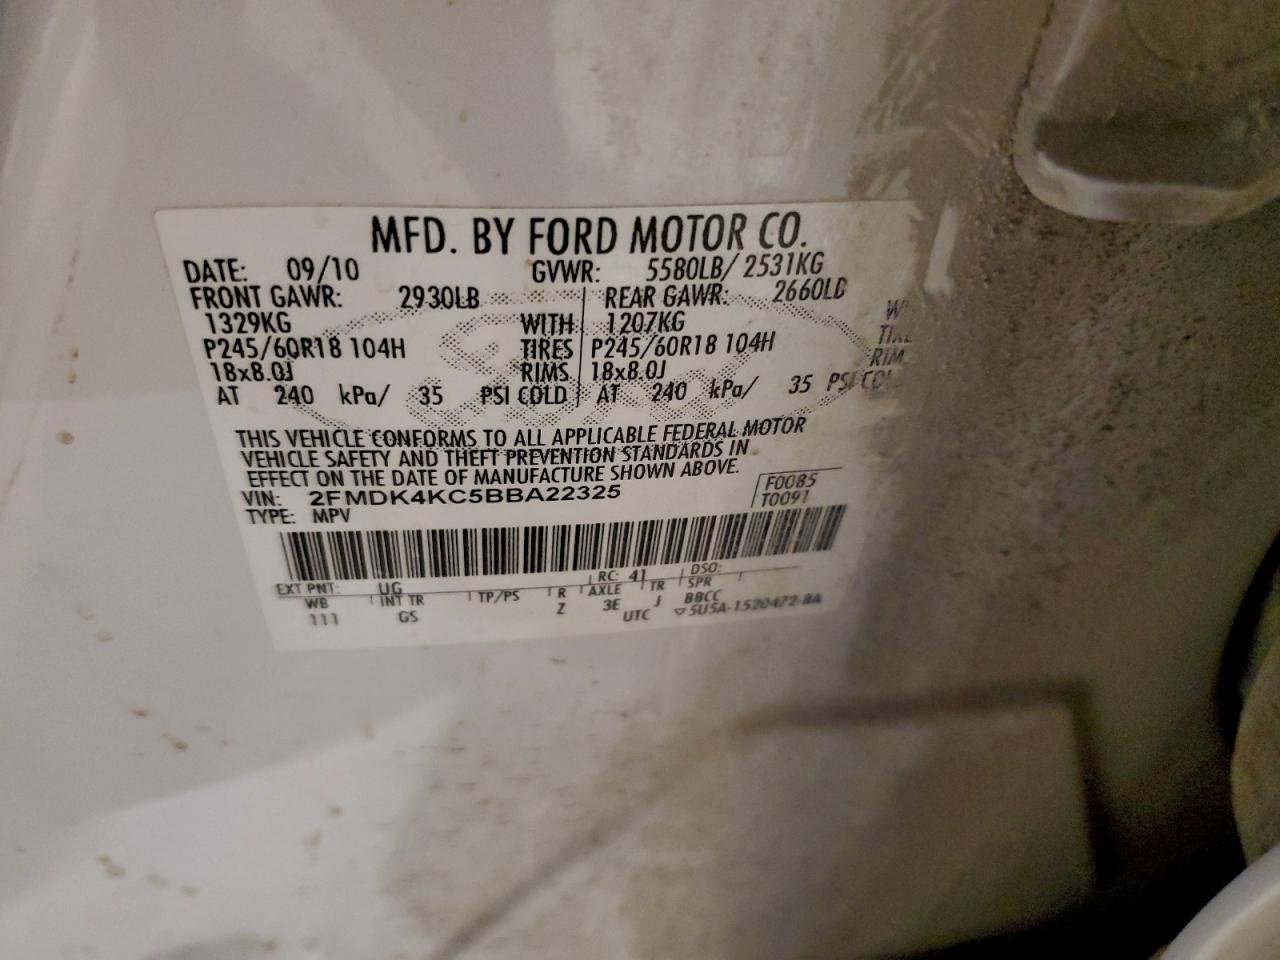 MFD. BY FORD MOTOR CO.
DATE: 09/10 GVWR: 5580LB/ 2531KG
FRONT GAWR: 2930LB REAR GAWR: 2660LB
1329KG WITH 1207KG
P245/60R18 104H TIRES P245/60R18 104H
18x8.0J RIMS 18x8.0J
AT 240 kPa/ 35 PSI COLD AT 240 kPa/ 35 PSI
THIS VEHICLE CONFORMS TO ALL APPLICABLE FEDERAL MOTOR
VEHICLE SAFETY AND THEFT PREVENTION STANDARDS IN
EFFECT ON THE DATE OF MANUFACTURE SHOWN ABOVE.
VIN: 2FMDK4KC5BBA22325 F0085
TYPE: MPV T0091
EXT PNT: UG RC: 41 DSO:
WB INT TR TP/PS R AXLE TR SPR
111 GS Z 3E J BBCC
UTC ▽5U5A-1520472-BA